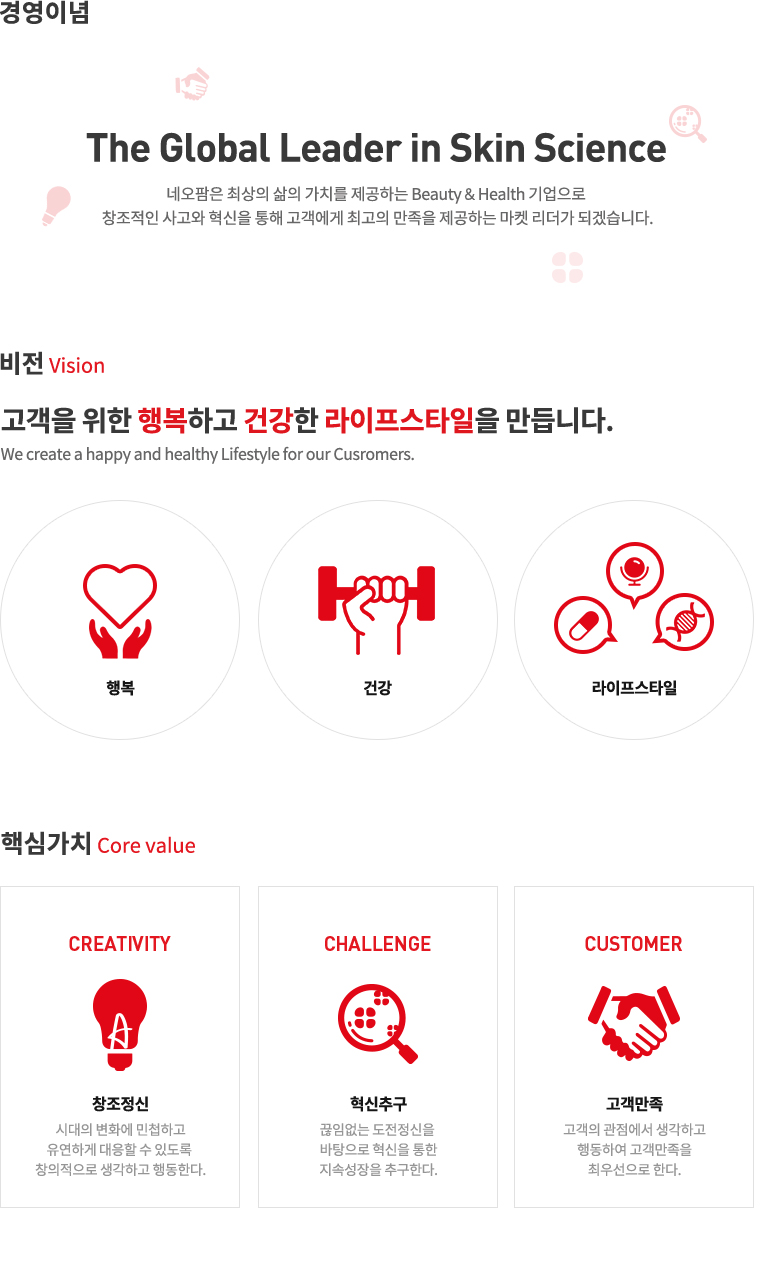 경영이념
The Global Leader in Skin Science
네오팜은 최상의 삶의 가치를 제공하는 Beauty & Health 기업으로
창조적인 사고와 혁신을 통해 고객에게 최고의 만족을 제공하는 마켓 리더가 되겠습니다.
비전 Vision
고객을 위한 행복하고 건강한 라이프스타일을 만듭니다.
We create a happy and healthy Lifestyle for our Cusromers.
행복
건강
라이프스타일
핵심가치 Core value
CREATIVITY
창조정신
시대의 변화에 민첩하고
유연하게 대응할 수 있도록
창의적으로 생각하고 행동한다.
CHALLENGE
혁신추구
끊임없는 도전정신을
바탕으로 혁신을 통한
지속성장을 추구한다.
CUSTOMER
고객만족
고객의 관점에서 생각하고
행동하여 고객만족을
최우선으로 한다.